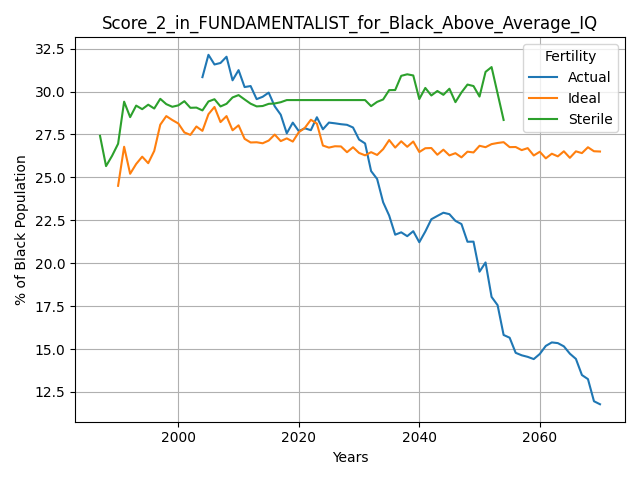 Score_2_in_FUNDAMENTALIST_for_Black_Above_Average_IQ
Fertility
Actual
Ideal
Sterile
% of Black Population
32.5
30.0
27.5
25.0
22.5
20.0
17.5
15.0
12.5
2000
2020
2040
2060
Years